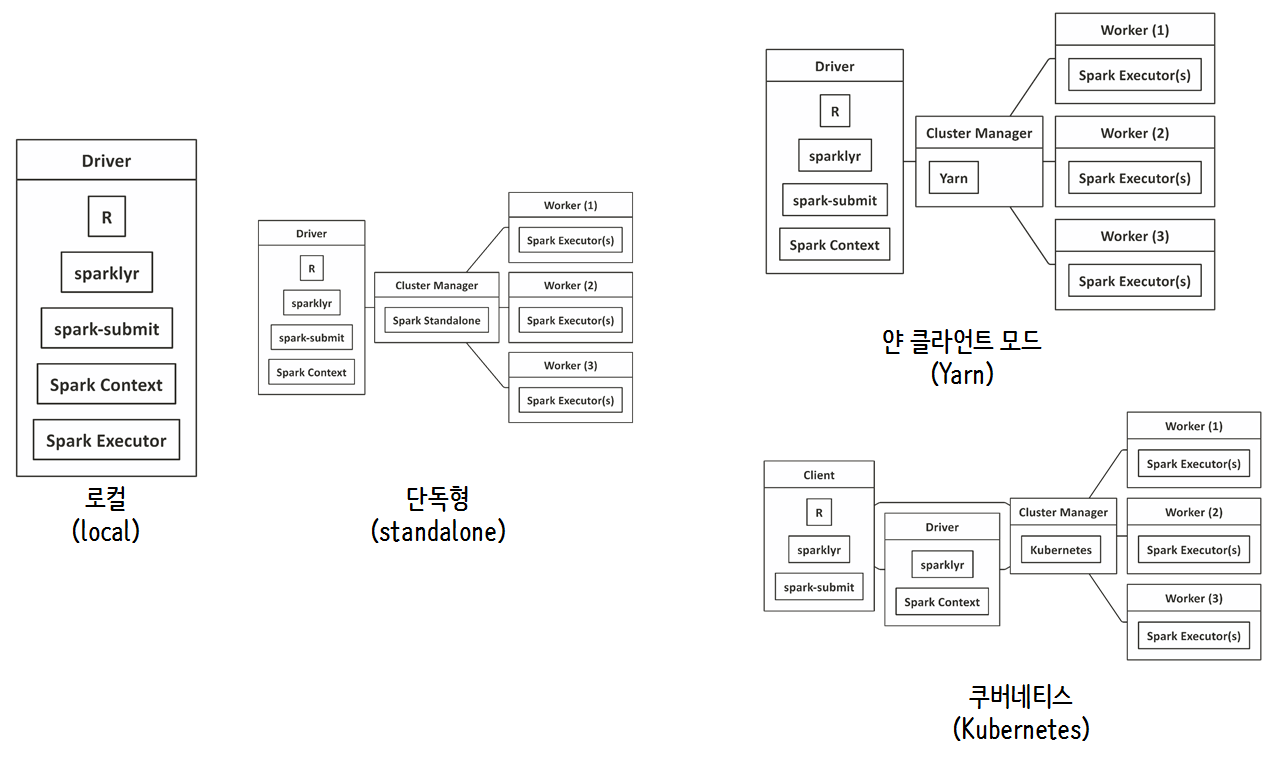 Driver
R
sparklyr
spark-submit
Spark Context
Spark Executor
로컬
(local)
Driver
R
sparklyr
spark-submit
Spark Context
Cluster Manager
Spark Standalone
Worker (1)
Spark Executor(s)
Worker (2)
Spark Executor(s)
Worker (3)
Spark Executor(s)
단독형
(standalone)
Driver
R
sparklyr
spark-submit
Spark Context
Cluster Manager
Yarn
Worker (1)
Spark Executor(s)
Worker (2)
Spark Executor(s)
Worker (3)
Spark Executor(s)
얀 클라언트 모드
(Yarn)
Client
R
sparklyr
spark-submit
Driver
sparklyr
Spark Context
Cluster Manager
Kubernetes
Worker (1)
Spark Executor(s)
Worker (2)
Spark Executor(s)
Worker (3)
Spark Executor(s)
쿠버네티스
(Kubernetes)